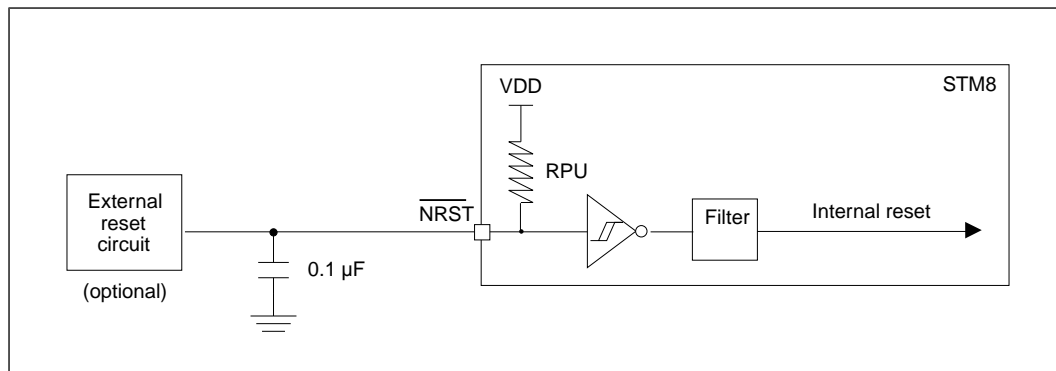 STM8
VDD
RPU
External
reset
circuit
(optional)
0.1 µF
NRST
Filter
Internal reset